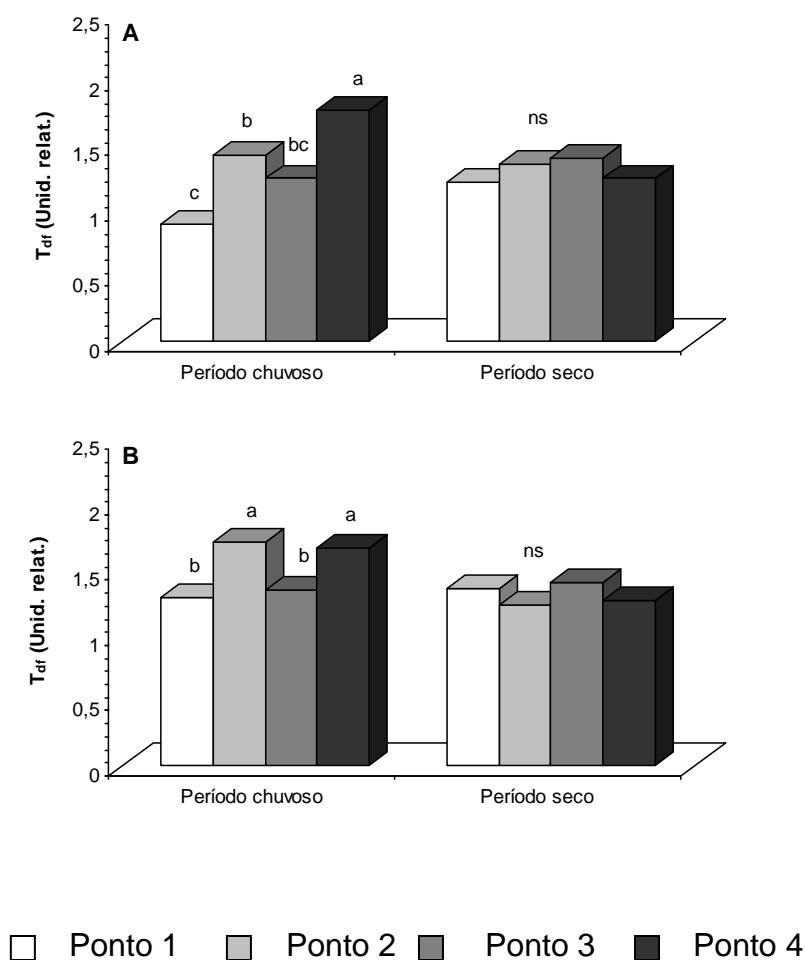 A
T_df (Unid. relat.)
2,5
2
1,5
1
0,5
0
c
b
bc
a
ns
Período chuvoso
Período seco
B
T_df (Unid. relat.)
2,5
2
1,5
1
0,5
0
b
a
b
a
ns
Período chuvoso
Período seco
Ponto 1 Ponto 2 Ponto 3 Ponto 4